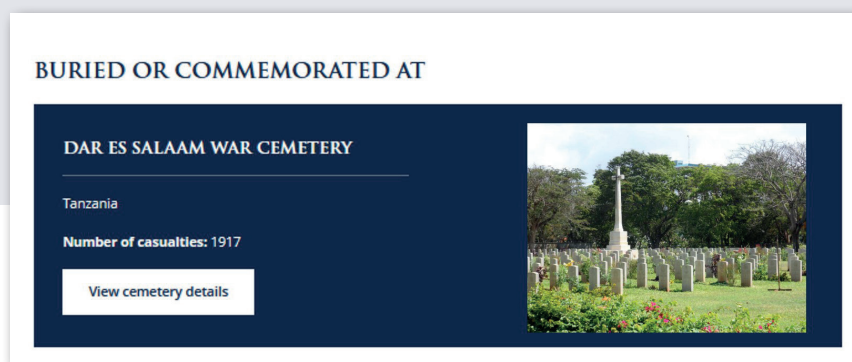 BURIED OR COMMEMORATED AT
DAR ES SALAAM WAR CEMETERY
Tanzania
Number of casualties: 1917
View cemetery details